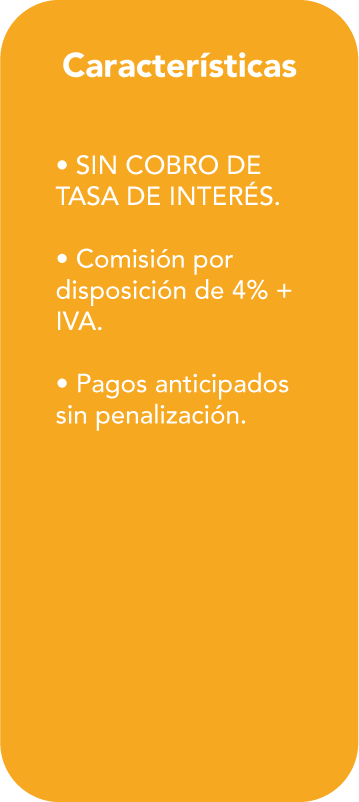 Características
• SIN COBRO DE
TASA DE INTERÉS.
• Comisión por
disposición de 4% +
IVA.
• Pagos anticipados
sin penalización.